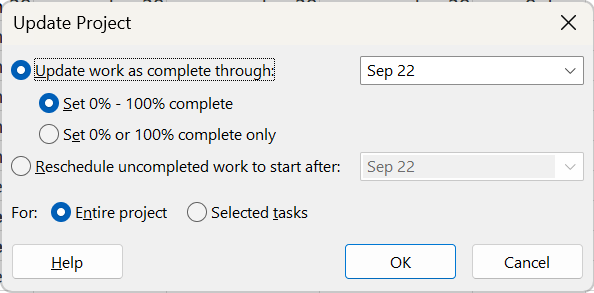 Update Project
Update work as complete through: Sep 22
Set 0% - 100% complete
Set 0% or 100% complete only
Reschedule uncompleted work to start after: Sep 22
For: Entire project Selected tasks
Help OK Cancel